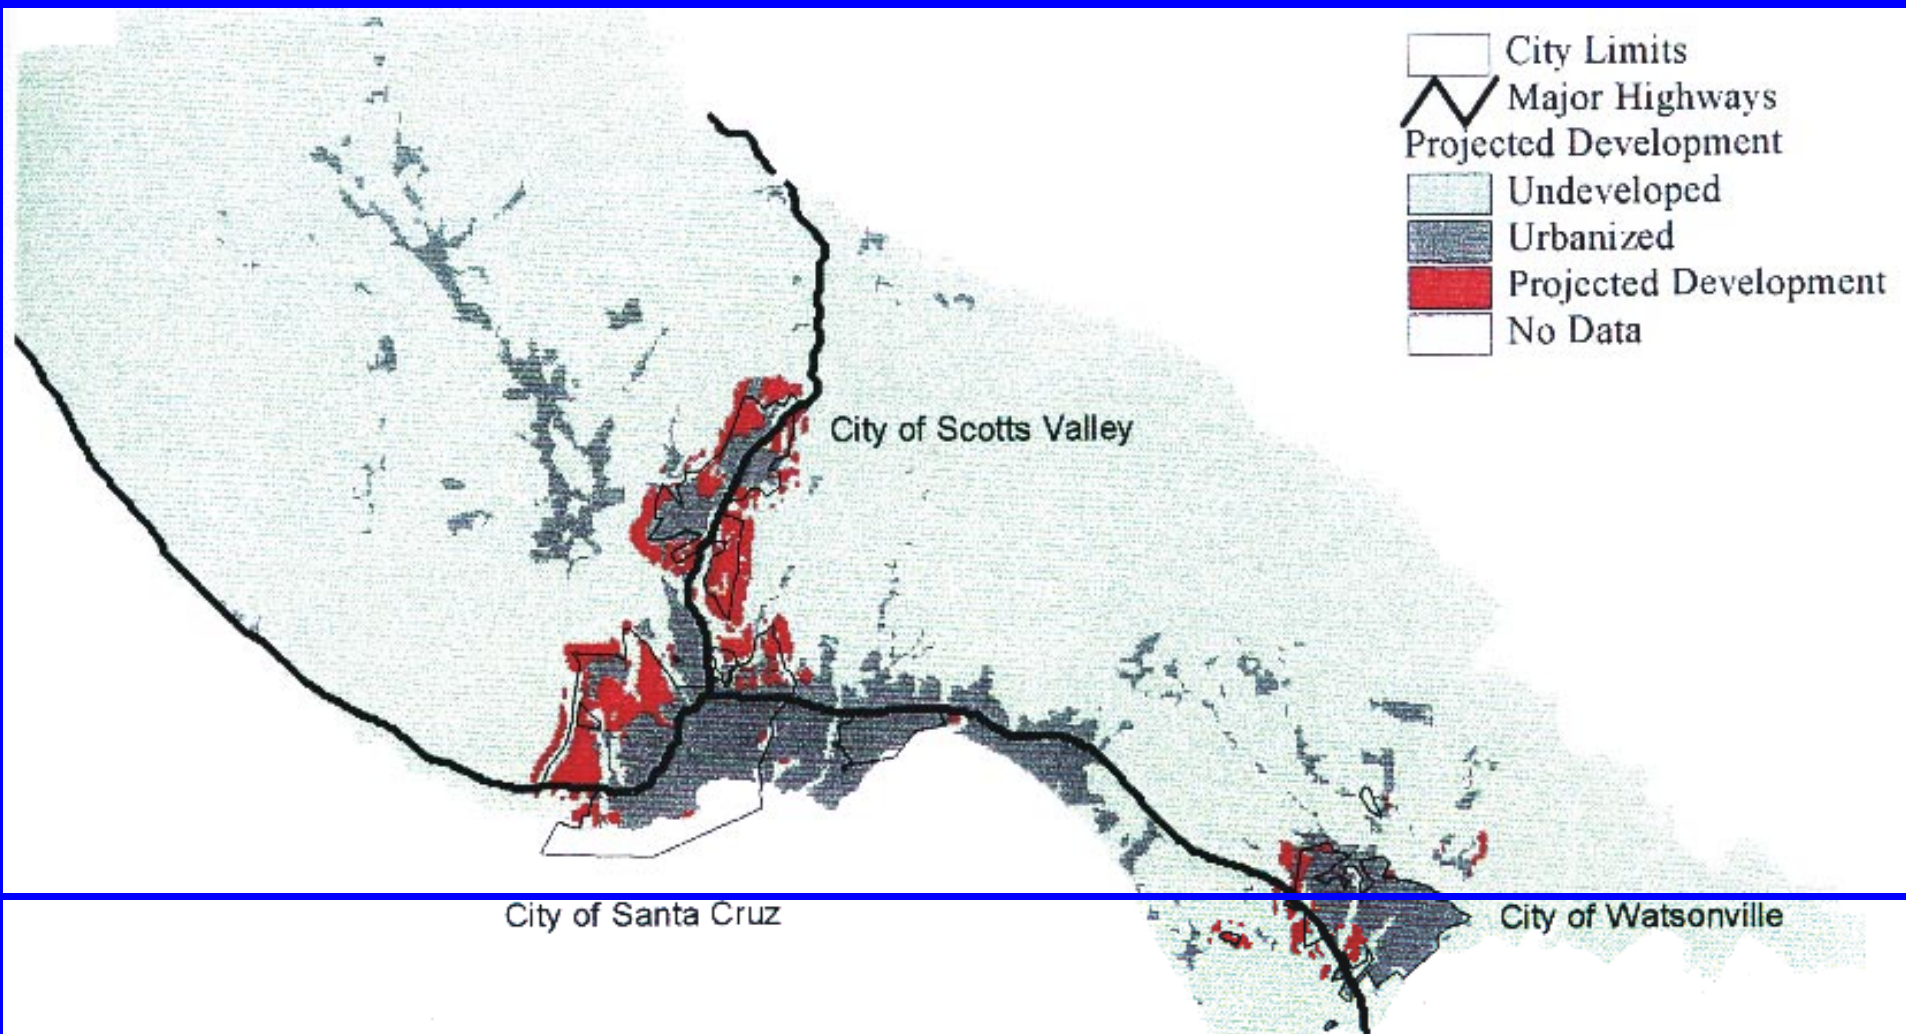 City Limits
Major Highways
Projected Development
Undeveloped
Urbanized
Projected Development
No Data
City of Scotts Valley
City of Santa Cruz
City of Watsonville